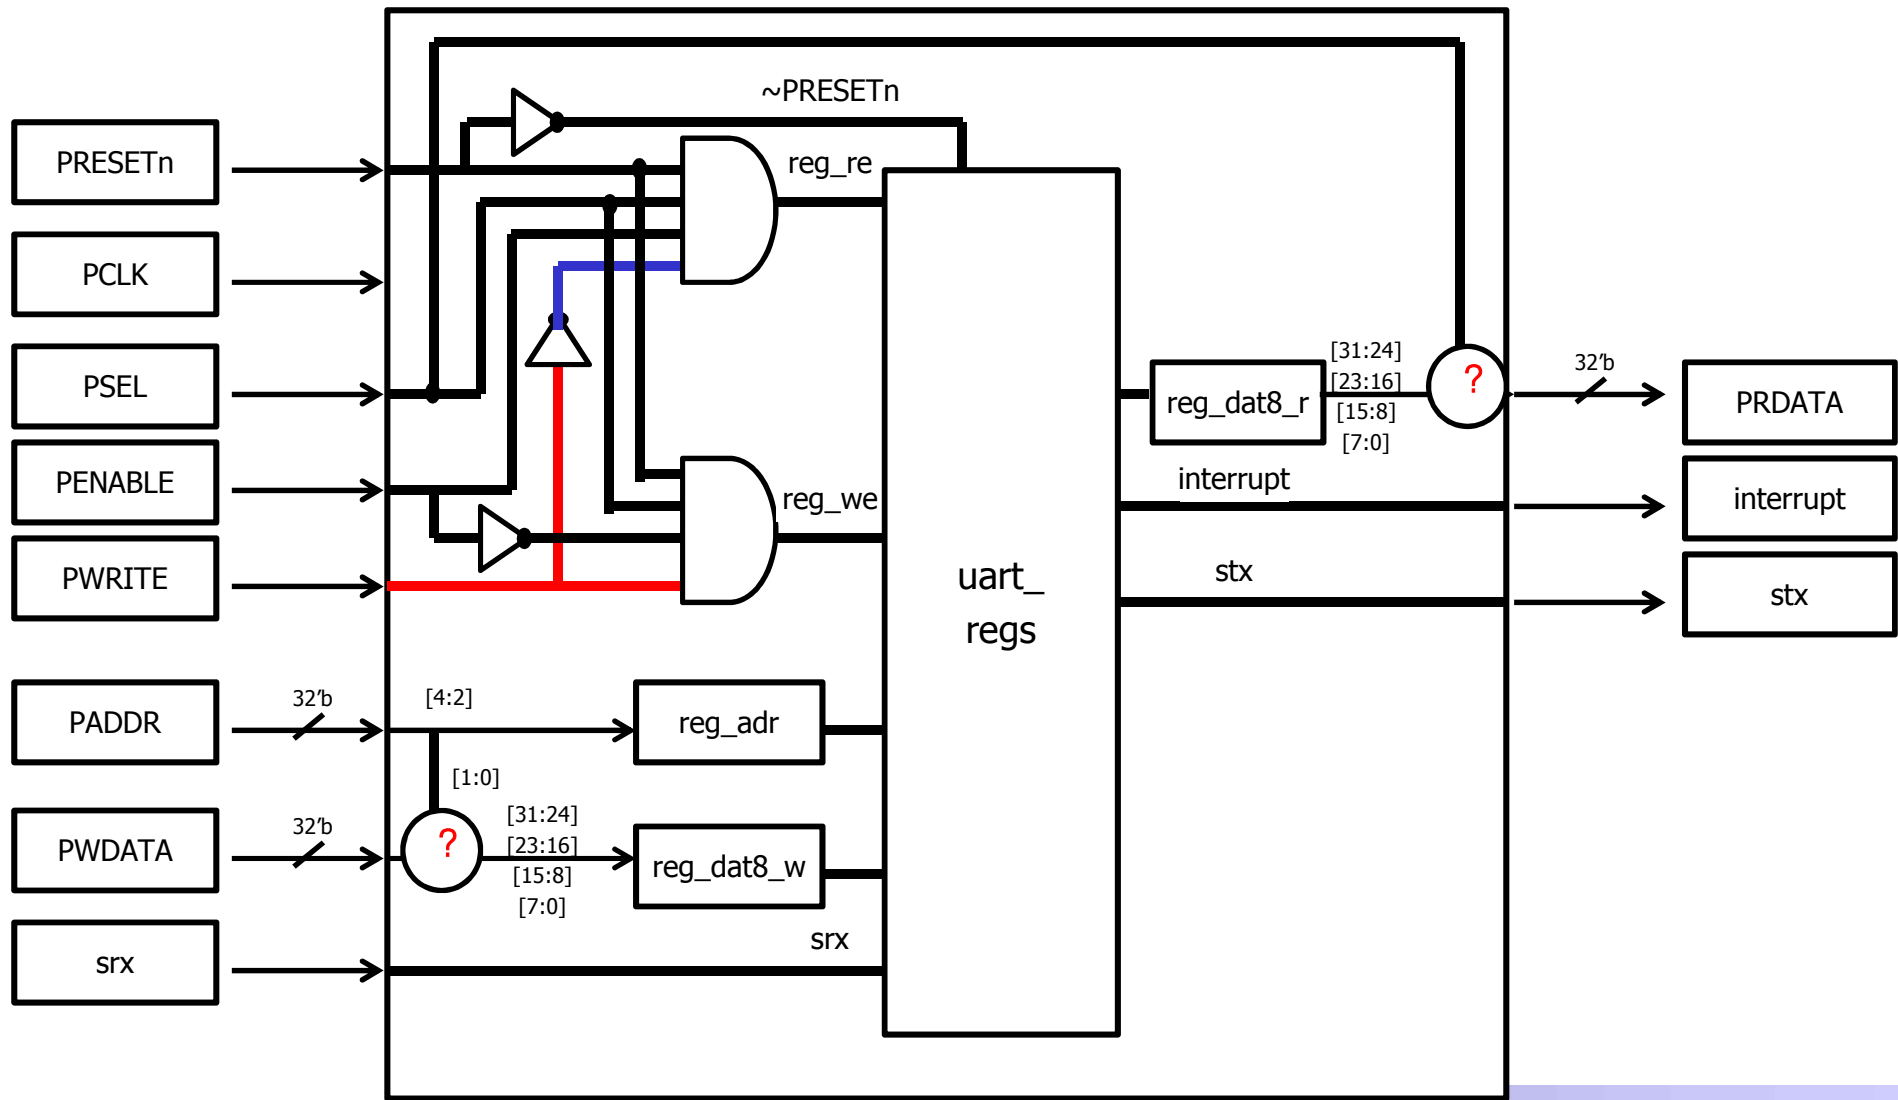 ~PRESETn
PRESETn
reg_re
PCLK
PSEL
[31:24]
[23:16]
[15:8]
[7:0]
reg_dat8_r
?
32'b
PRDATA
PENABLE
reg_we
interrupt
interrupt
PWRITE
uart_
regs
stx
stx
PADDR
32'b
[4:2]
reg_adr
[1:0]
PWDATA
32'b
?
[31:24]
[23:16]
[15:8]
[7:0]
reg_dat8_w
srx
srx